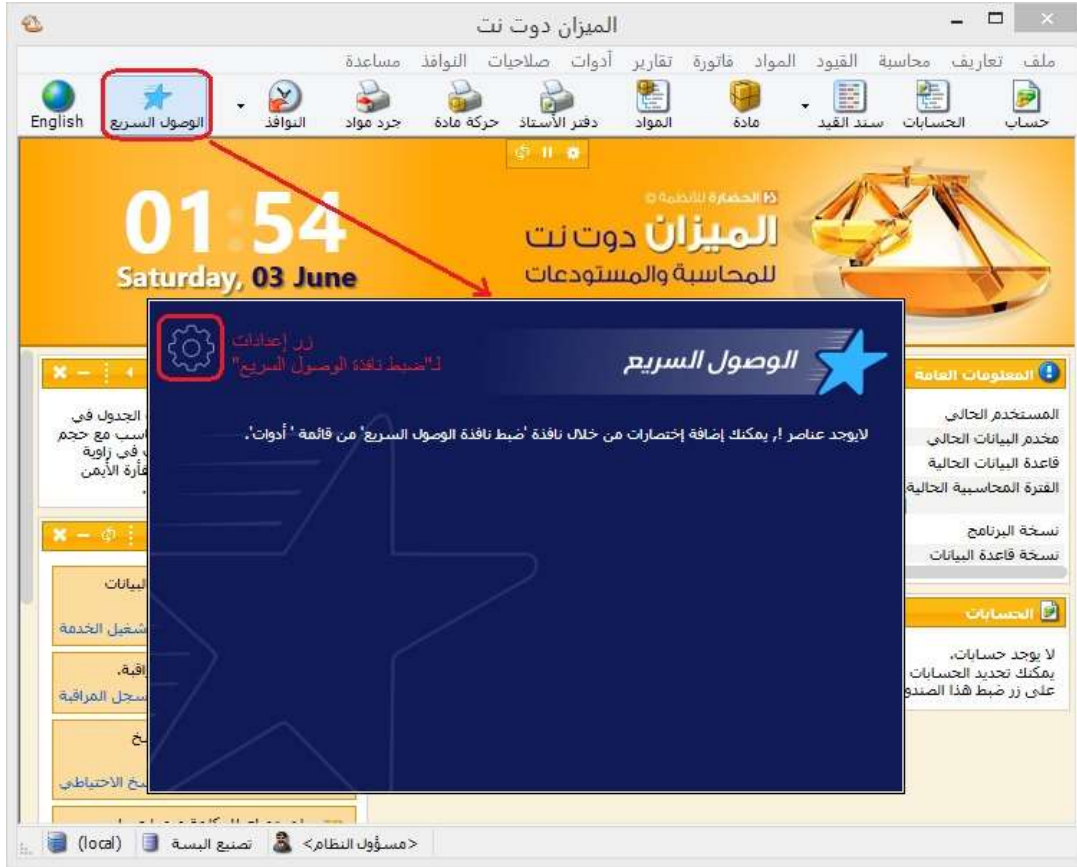 الميزان دوت نت
ملف تعاريف محاسبة القيود المواد فاتورة تقارير أدوات صلاحيات النوافذ مساعدة
حساب الحسابات سند القيد مادة المواد دفتر الأستاذ حركة مادة جرد مواد النوافذ الوصول السريع English
الحضارة للأنظمة ©
الميزان دوت نت
للمحاسبة والمستودعات
01:54
Saturday, 03 June
الوصول السريع
زر إعدادات
لـ"ضبط نافذة الوصول السريع"
لايوجد عناصر !, يمكنك إضافة إختصارات من خلال نافذة 'ضبط نافذة الوصول السريع' من قائمة ' أدوات'.
المعلومات العامة
المستخدم الحالي
مخدم البيانات الحالي
قاعدة البيانات الحالية
الفترة المحاسبية الحالية
نسخة البرنامج
نسخة قاعدة البيانات
الحسابات
لا يوجد حسابات.
يمكنك تحديد الحسابات
على زر ضبط هذا الصندو
الجدول في
اسب مع حجم
في زاوية
فأرة الأيمن
البيانات
شغيل الخدمة
اقبة.
سجل المراقبة
سخ الاحتياطي
<مسؤول النظام> تصنيع البسة (local)